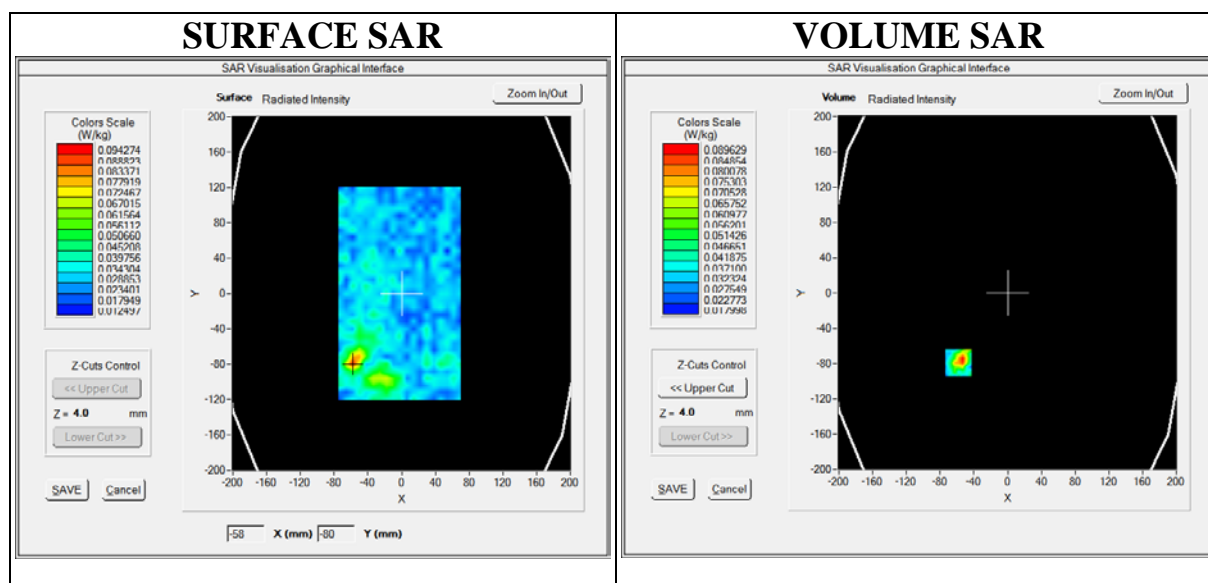 SURFACE SAR
SAR Visualisation Graphical Interface
Surface Radiated Intensity
Zoom In/Out
Colors Scale
(W/kg)
0.094274
0.088823
0.083371
0.077919
0.072467
0.067015
0.061564
0.056112
0.050660
0.045208
0.039756
0.034304
0.028853
0.023401
0.017949
0.012497
200
160
120
80
40
0
-40
-80
-120
-160
-200
Y
-200 -160 -120 -80 -40 0 40 80 120 160 200
X
Z-Cuts Control
<< Upper Cut
Z = 4.0 mm
Lower Cut >>
SAVE Cancel
-58 X (mm) -80 Y (mm)
VOLUME SAR
SAR Visualisation Graphical Interface
Volume Radiated Intensity
Zoom In/Out
Colors Scale
(W/kg)
0.089629
0.084854
0.080078
0.075303
0.070528
0.065752
0.060977
0.056201
0.051426
0.046651
0.041875
0.037100
0.032324
0.027549
0.022773
0.017998
200
160
120
80
40
0
-40
-80
-120
-160
-200
Y
-200 -160 -120 -80 -40 0 40 80 120 160 200
X
Z-Cuts Control
<< Upper Cut
Z = 4.0 mm
Lower Cut >>
SAVE Cancel